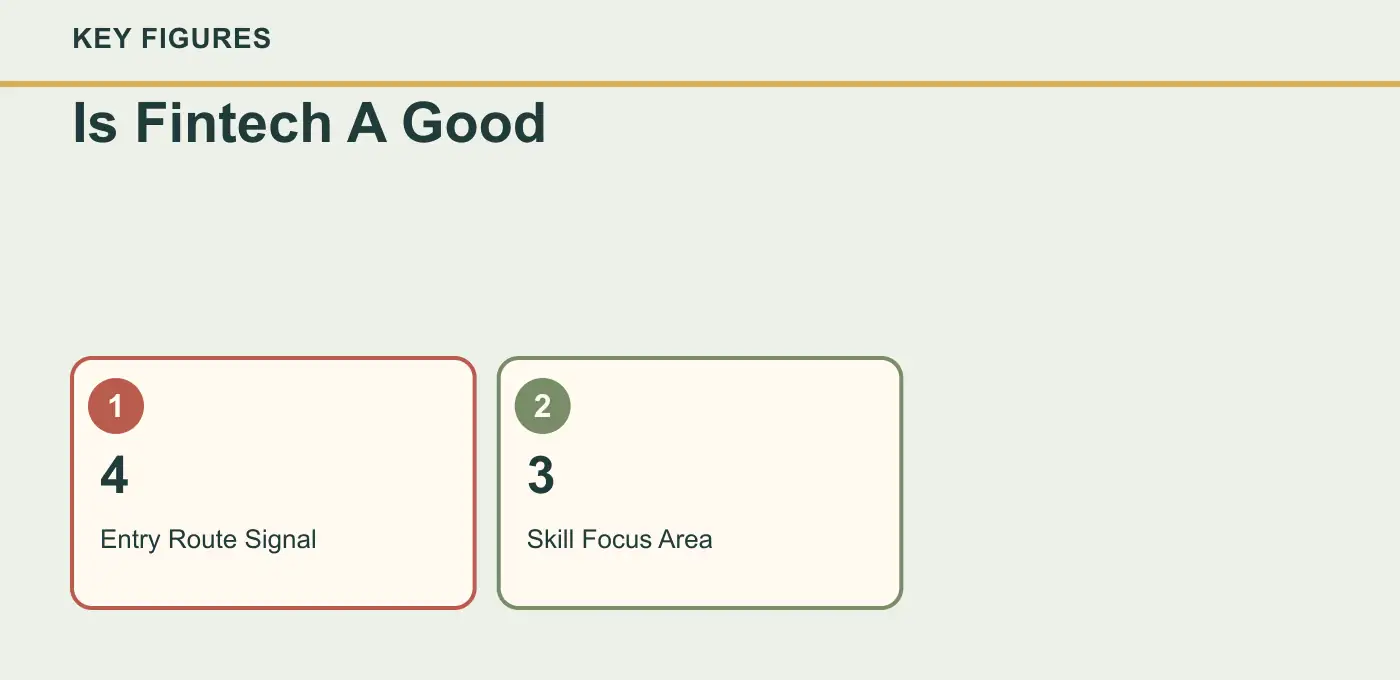 KEY FIGURES
Is Fintech A Good
1
4
Entry Route Signal
2
3
Skill Focus Area